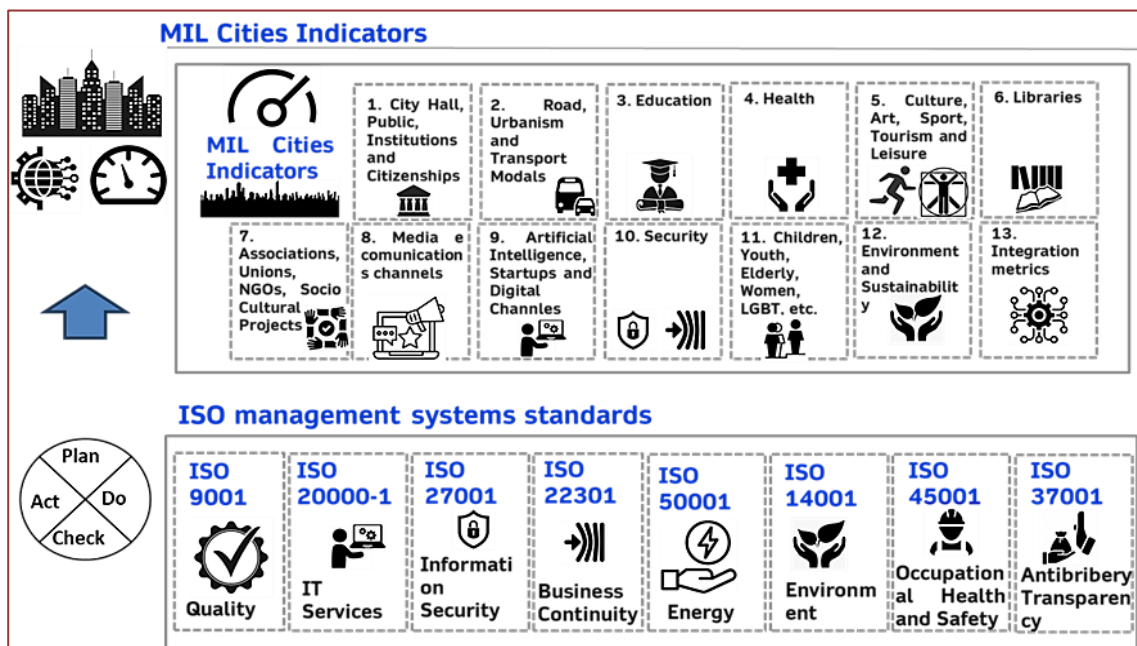 MIL Cities Indicators
MIL Cities
Indicators
1. City Hall,
Public,
Institutions
and
Citizenships
2. Road,
Urbanism
and
Transport
Modals
3. Education
4. Health
5. Culture,
Art, Sport,
Tourism and
Leisure
6. Libraries
7.
Associations,
Unions,
NGOs, Socio
Cultural
Projects
8. Media e
comunication
s channels
9. Artificial
Intelligence,
Startups and
Digital
Channles
10. Security
11. Children,
Youth,
Elderly,
Women,
LGBT, etc.
12.
Environment
and
Sustainabilit
y
13.
Integration
metrics
ISO management systems standards
Plan
Act
Do
Check
ISO
9001
Quality
ISO
20000-1
IT
Services
ISO
27001
Informati
on
Security
ISO
22301
Business
Continuity
ISO
50001
Energy
ISO
14001
Environm
ent
ISO
45001
Occupation
al Health
and Safety
ISO
37001
Antibribery
Transparen
cy